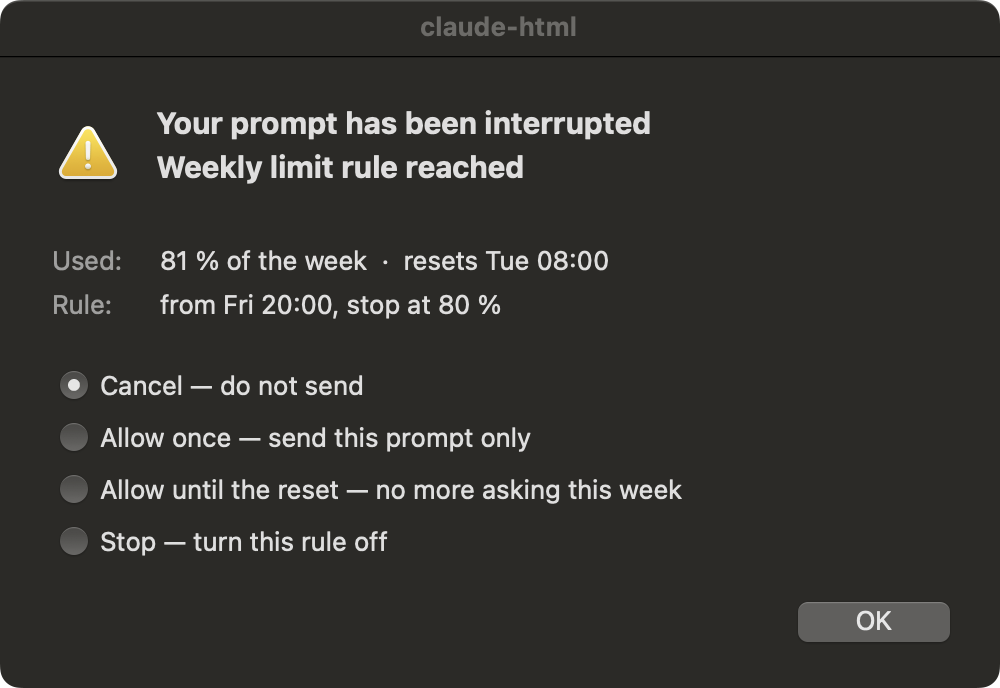 claude-html
Your prompt has been interrupted
Weekly limit rule reached
Used: 81 % of the week · resets Tue 08:00
Rule: from Fri 20:00, stop at 80 %
Cancel — do not send
Allow once — send this prompt only
Allow until the reset — no more asking this week
Stop — turn this rule off
OK